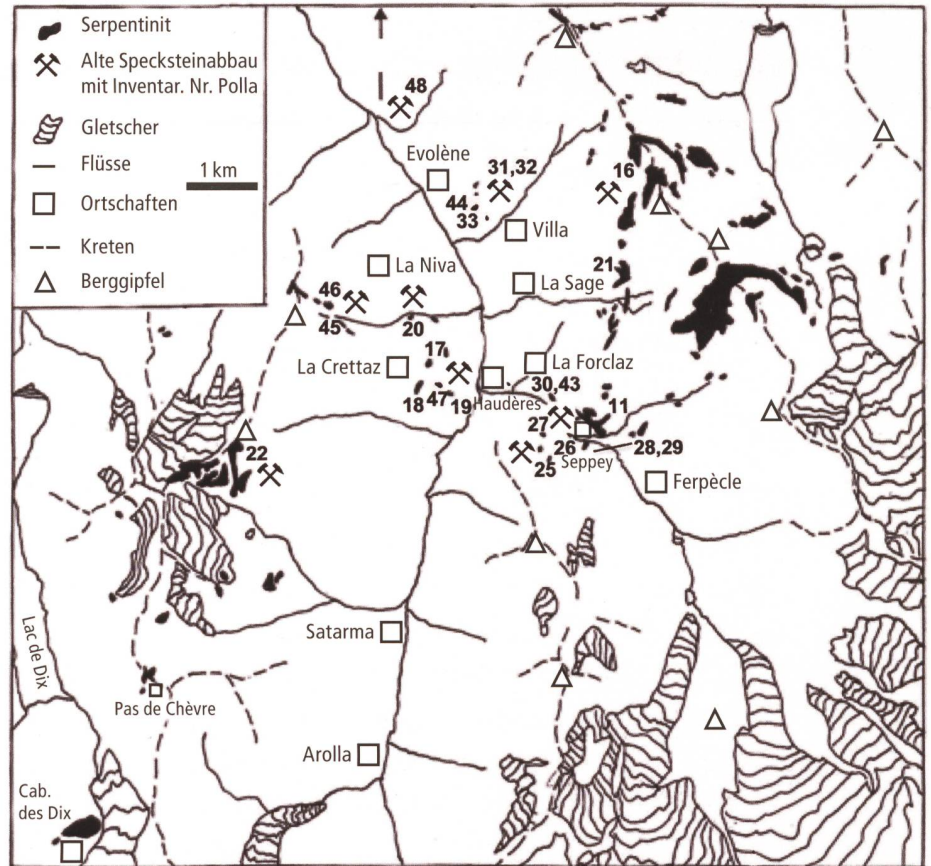 Serpentinit
Alte Specksteinabbau
mit Inventar. Nr. Polla
Gletscher
Flüsse
1 km
Ortschaften
Kreten
Berggipfel
48
Evolène
31,32
16
44
33
Villa
La Niva
21
La Sage
46
45
20
17
La Crettaz
La Forclaz
30,43
18
47
19
Haudères
11
27
26
28,29
22
25
Seppey
Ferpècle
Satarma
Lac de Dix
Pas de Chèvre
Arolla
Cab.
des Dix